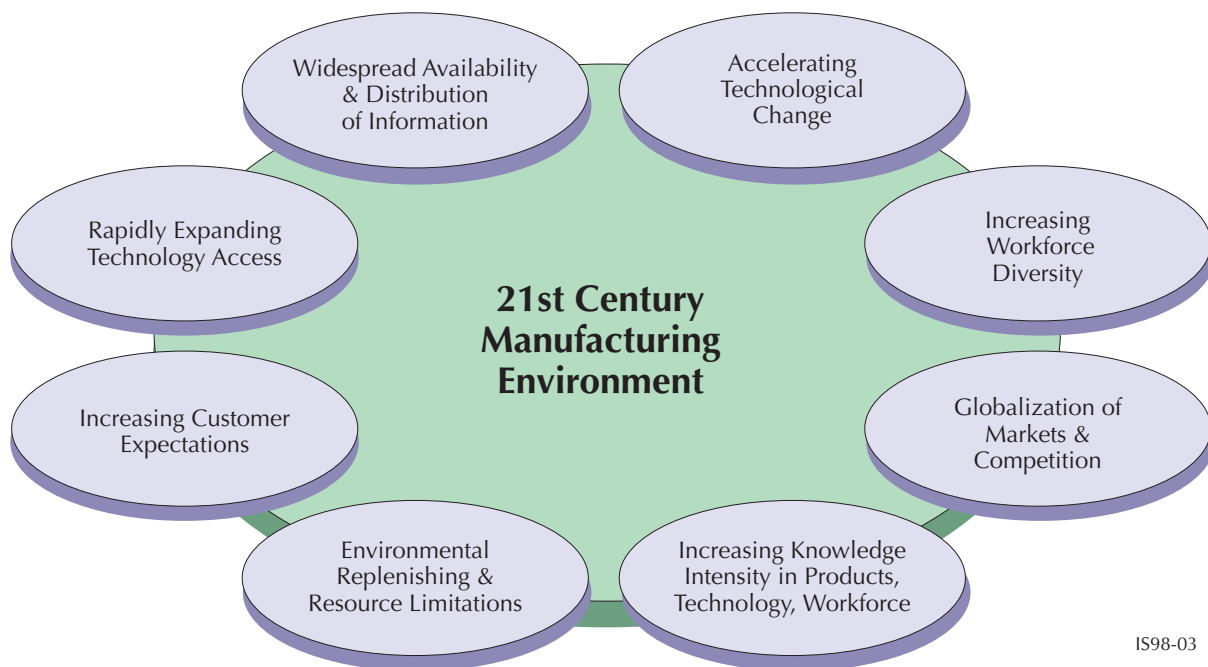 Widespread Availability
& Distribution
of Information
Accelerating
Technological
Change
Rapidly Expanding
Technology Access
Increasing
Workforce
Diversity
21st Century
Manufacturing
Environment
Increasing Customer
Expectations
Globalization of
Markets &
Competition
Environmental
Replenishing &
Resource Limitations
Increasing Knowledge
Intensity in Products,
Technology, Workforce
IS98-03